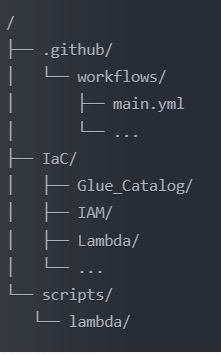 /
├── .github/
│   └── workflows/
│       ├── main.yml
│       └── ...
├── IaC/
│   ├── Glue_Catalog/
│   ├── IAM/
│   ├── Lambda/
│   └── ...
└── scripts/
    └── lambda/